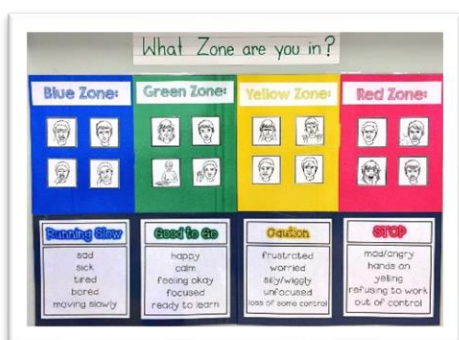 What Zone are you in?
Blue Zone:
Green Zone:
Yellow Zone:
Red Zone:
Running Slow
sad
sick
tired
bored
moving slowly
Good to Go
happy
calm
feeling okay
focused
ready to learn
Caution
frustrated
worried
silly/wiggly
unfocused
loss of some control
STOP
mad/angry
hands on
yelling
refusing to work
out of control